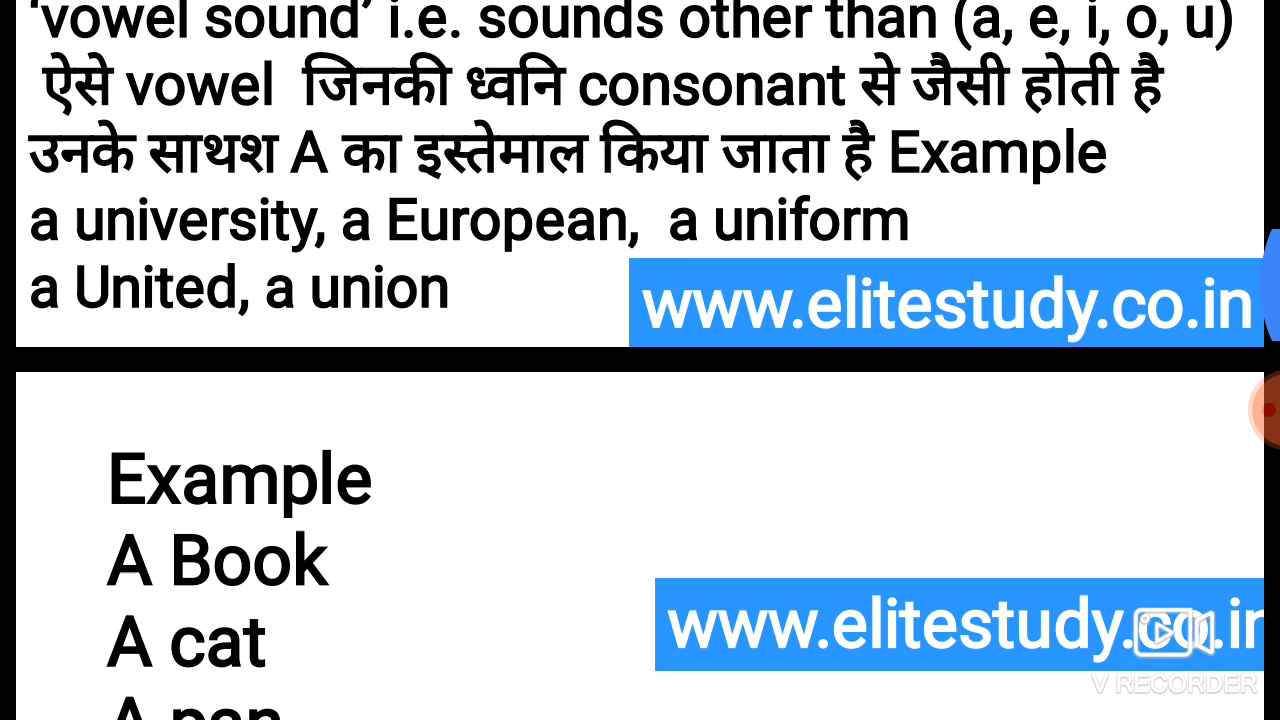 ‘vowel sound’ i.e. sounds other than (a, e, i, o, u)
ऐसे vowel जिनकी ध्वनि consonant से जैसी होती है
उनके साथश A का इस्तेमाल किया जाता है Example
a university, a European, a uniform
a United, a union
www.elitestudy.co.in
Example
A Book
A cat
www.elitestudy.co.in
A pan
V RECORDER